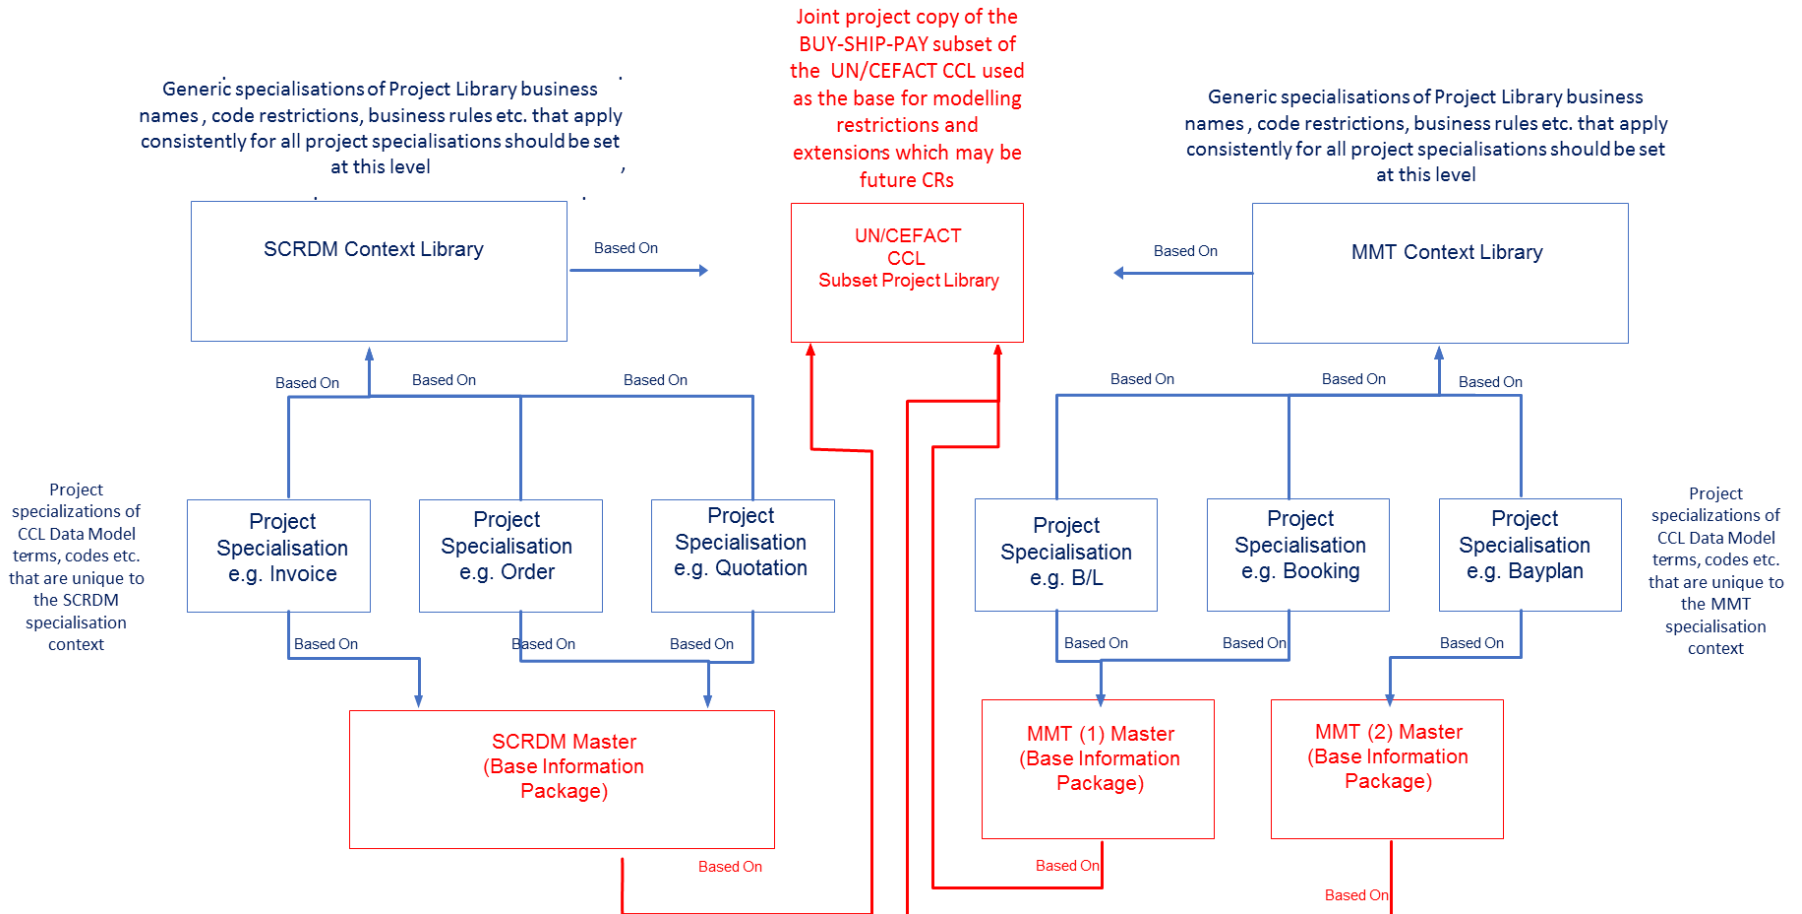 Joint project copy of the
BUY-SHIP-PAY subset of
the UN/CEFACT CCL used
as the base for modelling
restrictions and
extensions which may be
future CRs
Generic specialisations of Project Library business
names , code restrictions, business rules etc. that apply
consistently for all project specialisations should be set
at this level
Generic specialisations of Project Library business
names , code restrictions, business rules etc. that apply
consistently for all project specialisations should be set
at this level
SCRDM Context Library
Based On
UN/CEFACT
CCL
Subset Project Library
Based On
MMT Context Library
Based On
Based On
Based On
Based On
Based On
Based On
Project
specializations of
CCL Data Model
terms, codes etc.
that are unique to
the SCRDM
specialisation
context
Project
Specialisation
e.g. Invoice
Project
Specialisation
e.g. Order
Project
Specialisation
e.g. Quotation
Project
Specialisation
e.g. B/L
Project
Specialisation
e.g. Booking
Project
Specialisation
e.g. Bayplan
Project
specializations of
CCL Data Model
terms, codes etc.
that are unique to
the MMT
specialisation
context
Based On
Based On
Based On
Based On
Based On
Based On
SCRDM Master
(Base Information
Package)
MMT (1) Master
(Base Information
Package)
MMT (2) Master
(Base Information
Package)
Based On
Based On
Based On